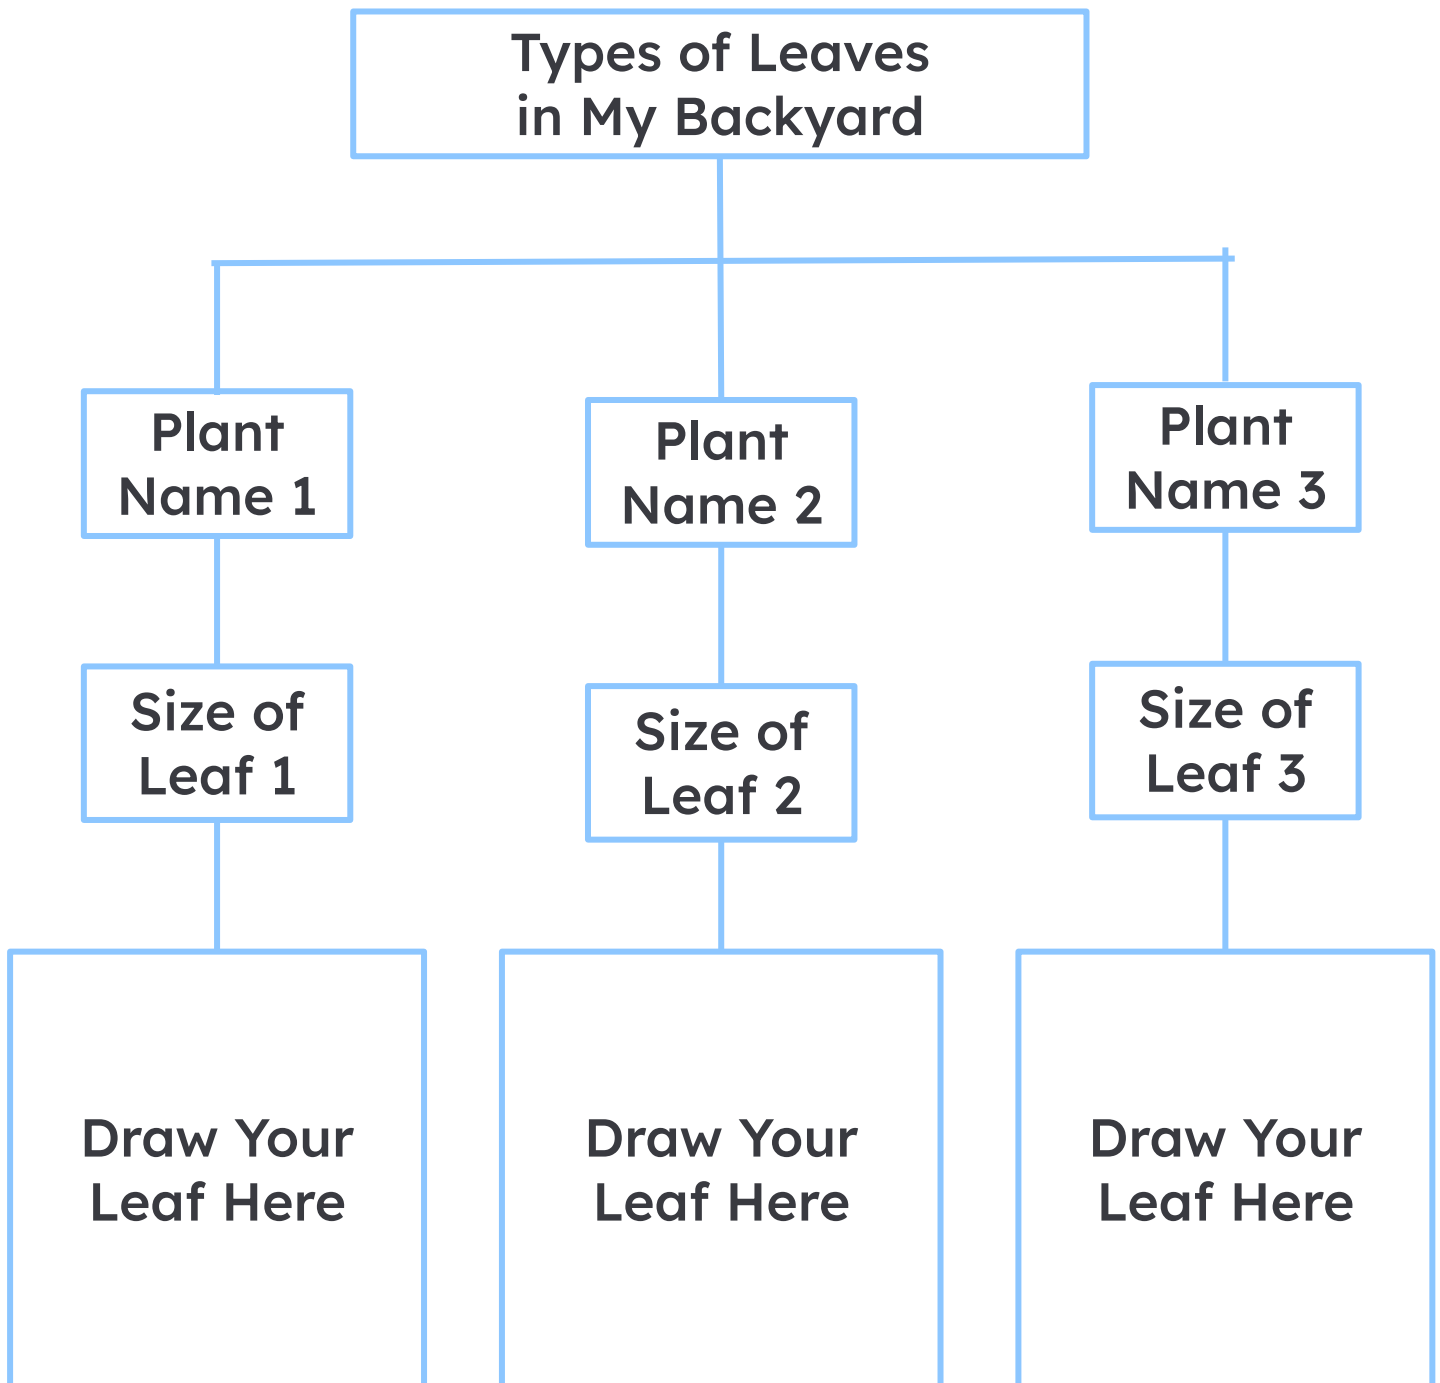 Types of Leaves
in My Backyard
Plant
Name 1
Plant
Name 2
Plant
Name 3
Size of
Leaf 1
Size of
Leaf 2
Size of
Leaf 3
Draw Your
Leaf Here
Draw Your
Leaf Here
Draw Your
Leaf Here